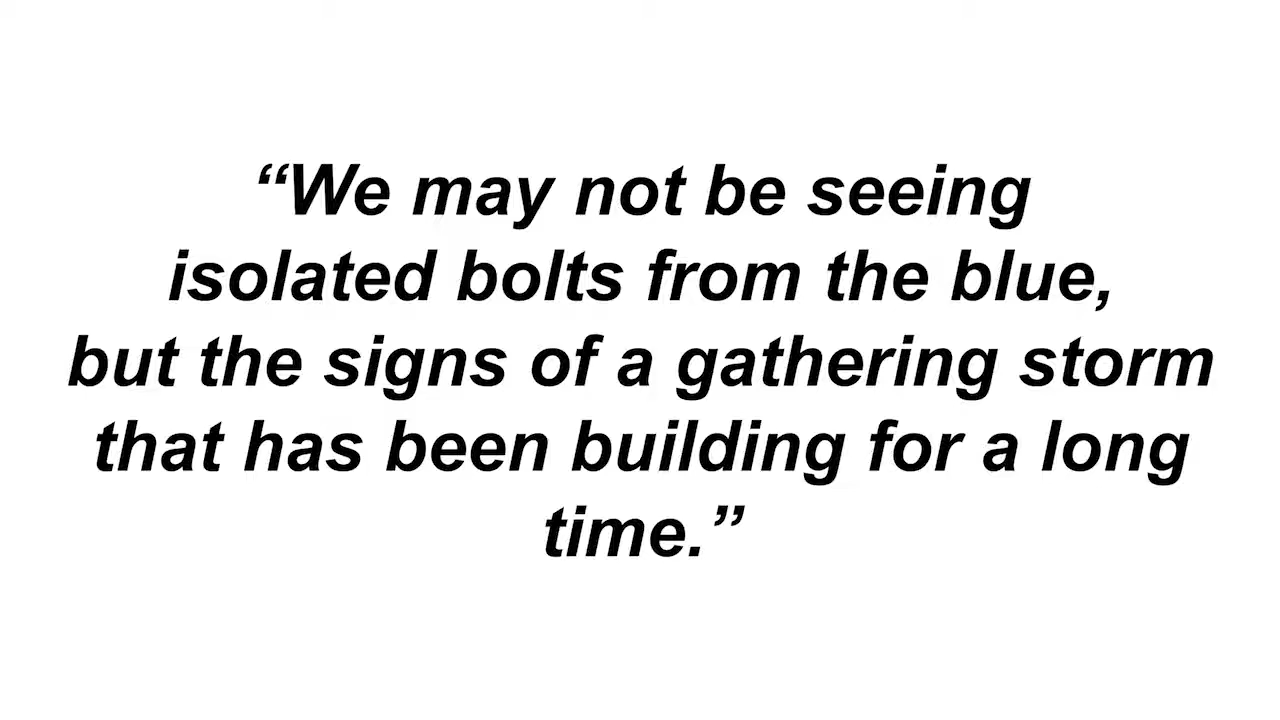 “We may not be seeing
isolated bolts from the blue,
but the signs of a gathering storm
that has been building for a long
time.”